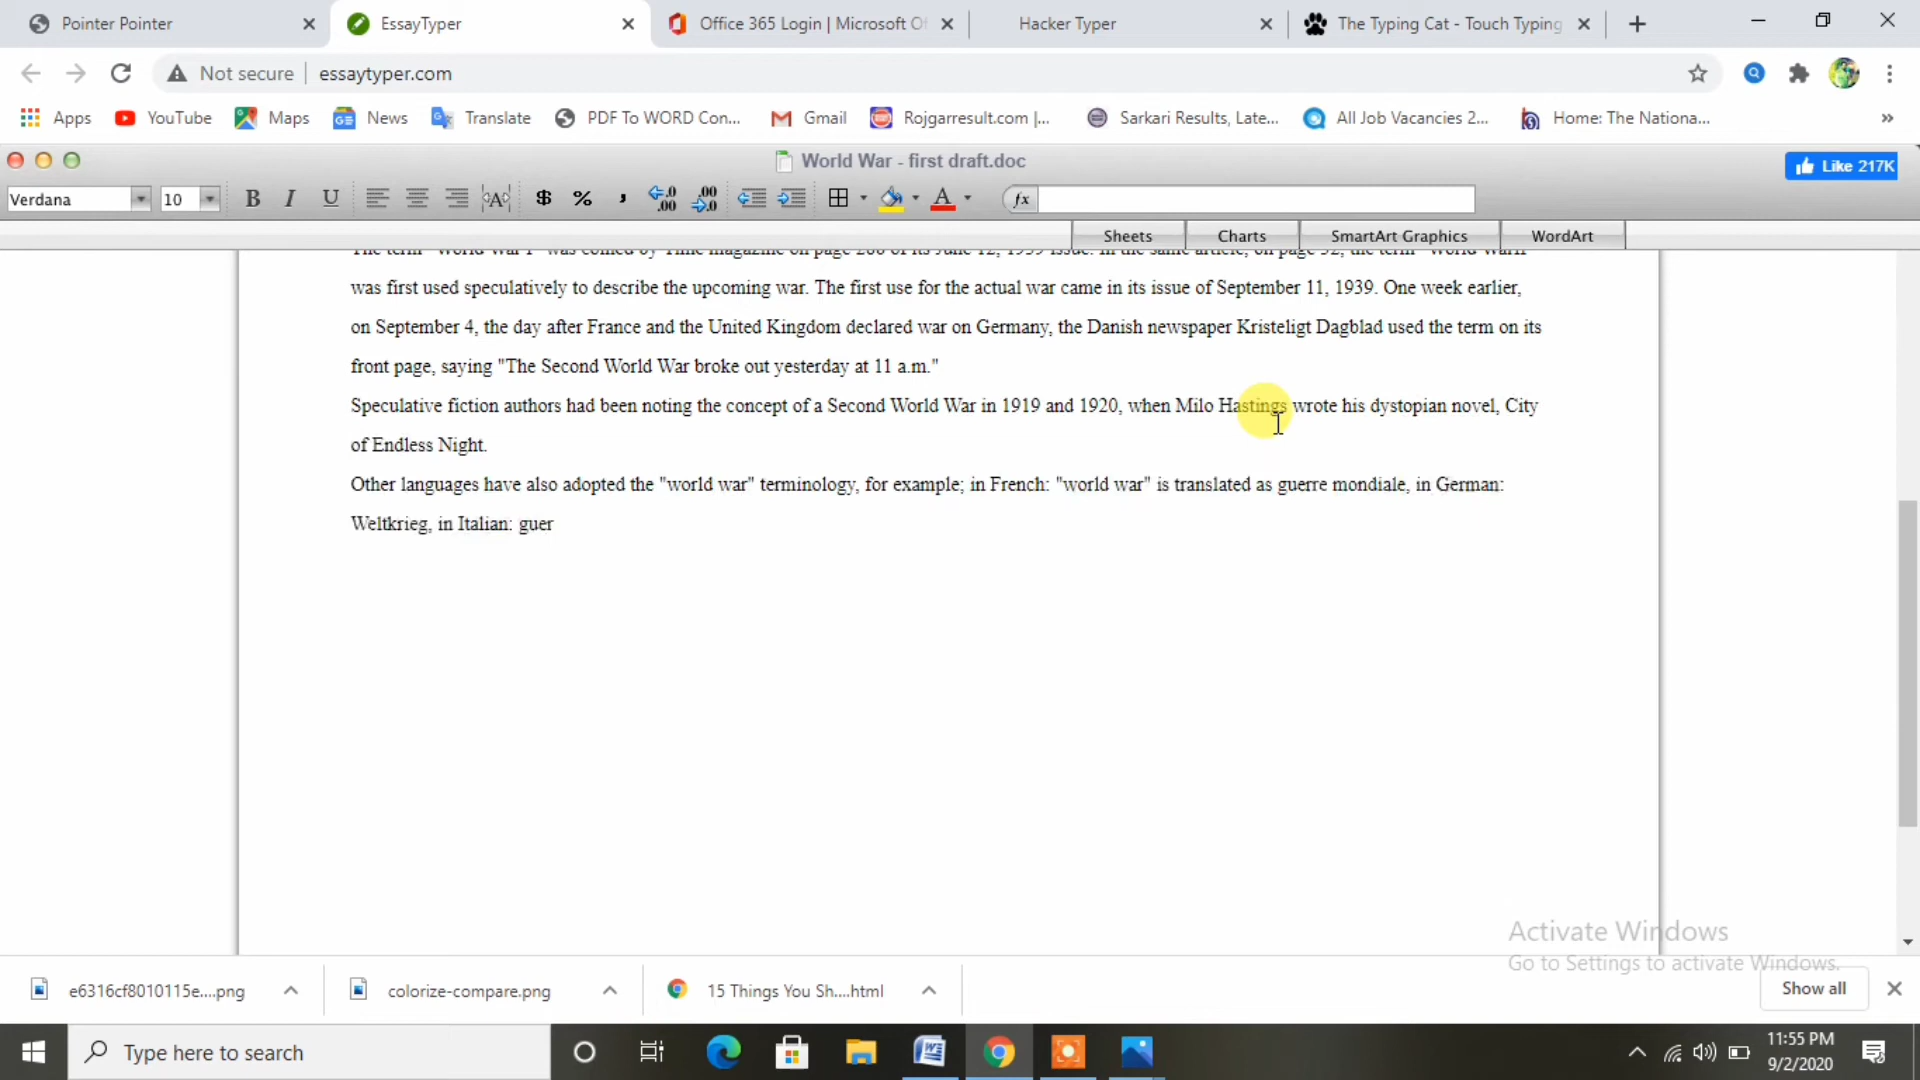 Pointer Pointer
EssayTyper
Office 365 Login | Microsoft Of
Hacker Typer
The Typing Cat - Touch Typing
Not secure
essaytyper.com
Apps
YouTube
Maps
News
Translate
PDF To WORD Con...
Gmail
Rojgarresult.com |...
Sarkari Results, Late...
All Job Vacancies 2...
Home: The Nationa...
World War - first draft.doc
Like 217K
Verdana
10
B I U
$ % ,
fx
Sheets
Charts
SmartArt Graphics
WordArt
was first used speculatively to describe the upcoming war. The first use for the actual war came in its issue of September 11, 1939. One week earlier,
on September 4, the day after France and the United Kingdom declared war on Germany, the Danish newspaper Kristeligt Dagblad used the term on its
front page, saying "The Second World War broke out yesterday at 11 a.m."
Speculative fiction authors had been noting the concept of a Second World War in 1919 and 1920, when Milo Hastings wrote his dystopian novel, City
of Endless Night.
Other languages have also adopted the "world war" terminology, for example; in French: "world war" is translated as guerre mondiale, in German:
Weltkrieg, in Italian: guer
Activate Windows
Go to Settings to activate Windows.
e6316cf8010115e....png
colorize-compare.png
15 Things You Sh....html
Show all
Type here to search
11:55 PM
9/2/2020